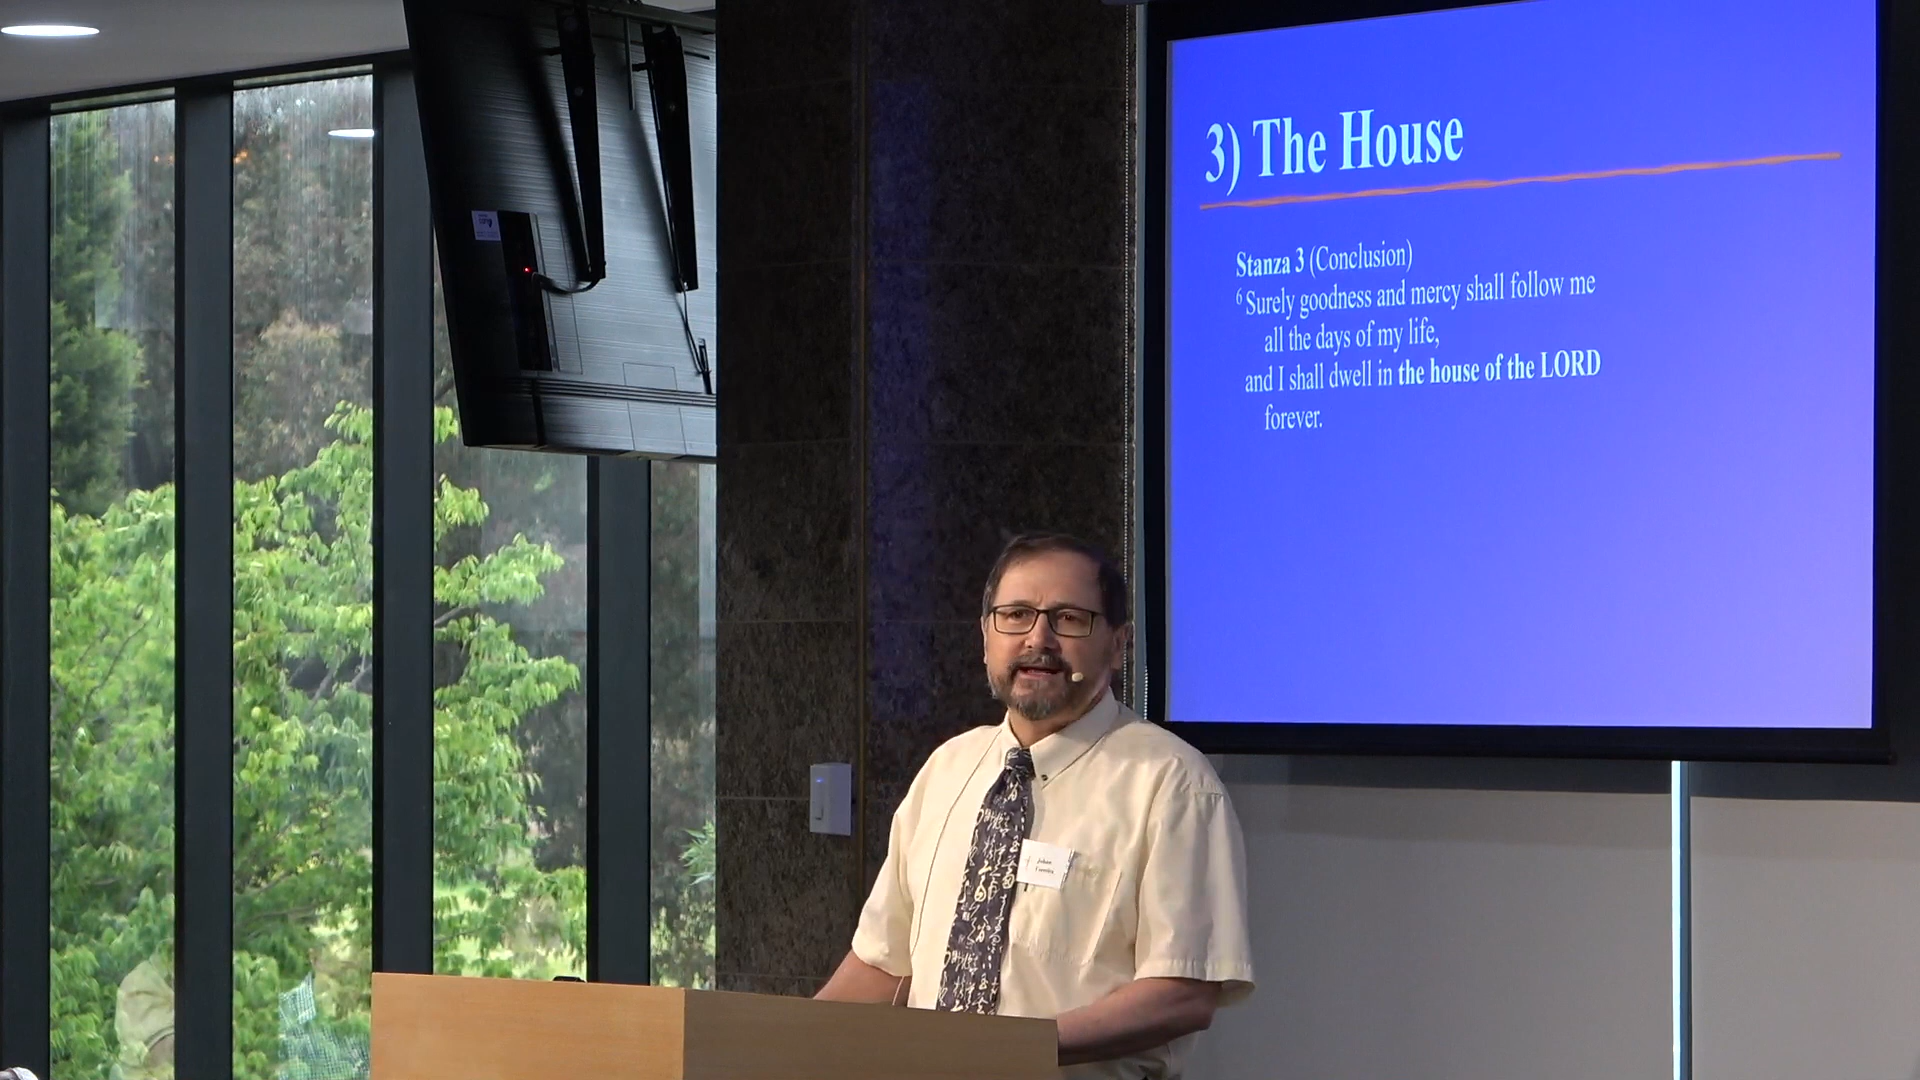 3) The House
Stanza 3 (Conclusion)
6 Surely goodness and mercy shall follow me
all the days of my life,
and I shall dwell in the house of the LORD
forever.